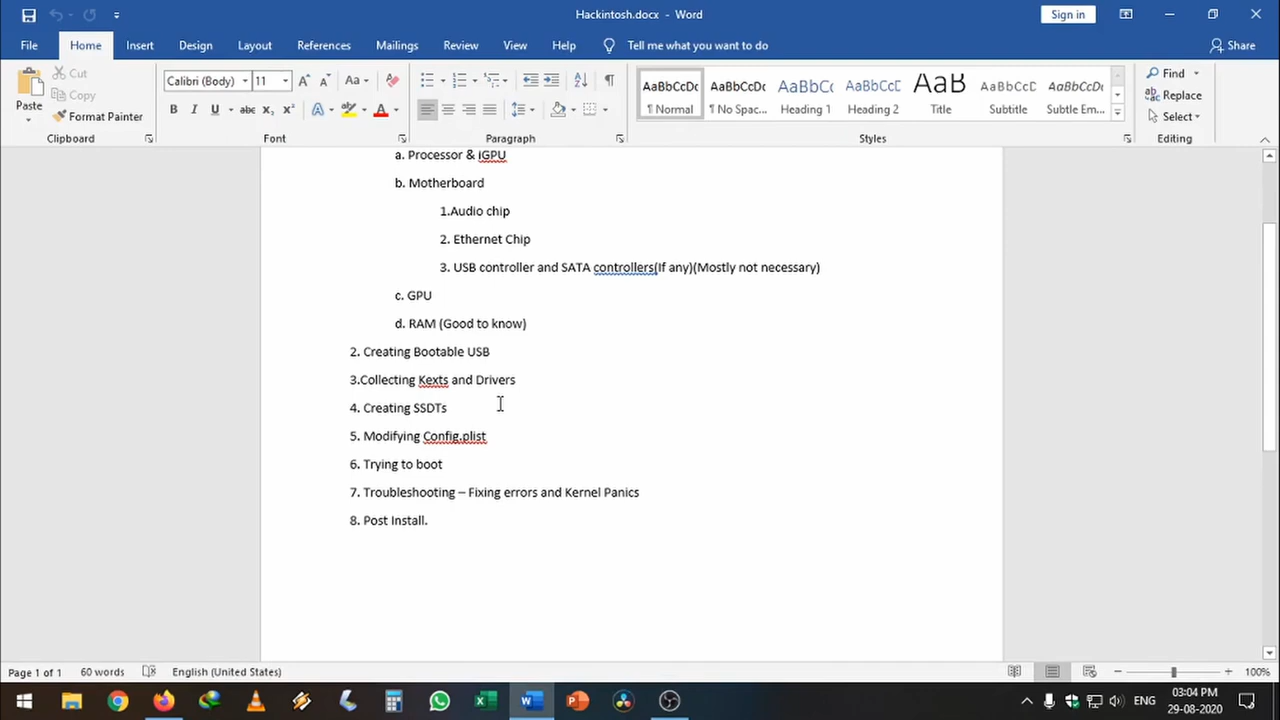 Hackintosh.docx - Word
Sign in
File Home Insert Design Layout References Mailings Review View Help Tell me what you want to do Share
Paste
Cut
Copy
Format Painter
Clipboard
Calibri (Body) 11
Font
Paragraph
AaBbCcDc AaBbCcDc AaBbCc AaBbCcC AaB AaBbCcC AaBbCcDc
¶ Normal ¶ No Spac... Heading 1 Heading 2 Title Subtitle Subtle Em...
Styles
Find
Replace
Select
Editing
a. Processor & iGPU
b. Motherboard
1.Audio chip
2. Ethernet Chip
3. USB controller and SATA controllers(If any)(Mostly not necessary)
c. GPU
d. RAM (Good to know)
2. Creating Bootable USB
3.Collecting Kexts and Drivers
4. Creating SSDTs
5. Modifying Config.plist
6. Trying to boot
7. Troubleshooting – Fixing errors and Kernel Panics
8. Post Install.
Page 1 of 1 60 words English (United States) 100%
ENG
03:04 PM
29-08-2020